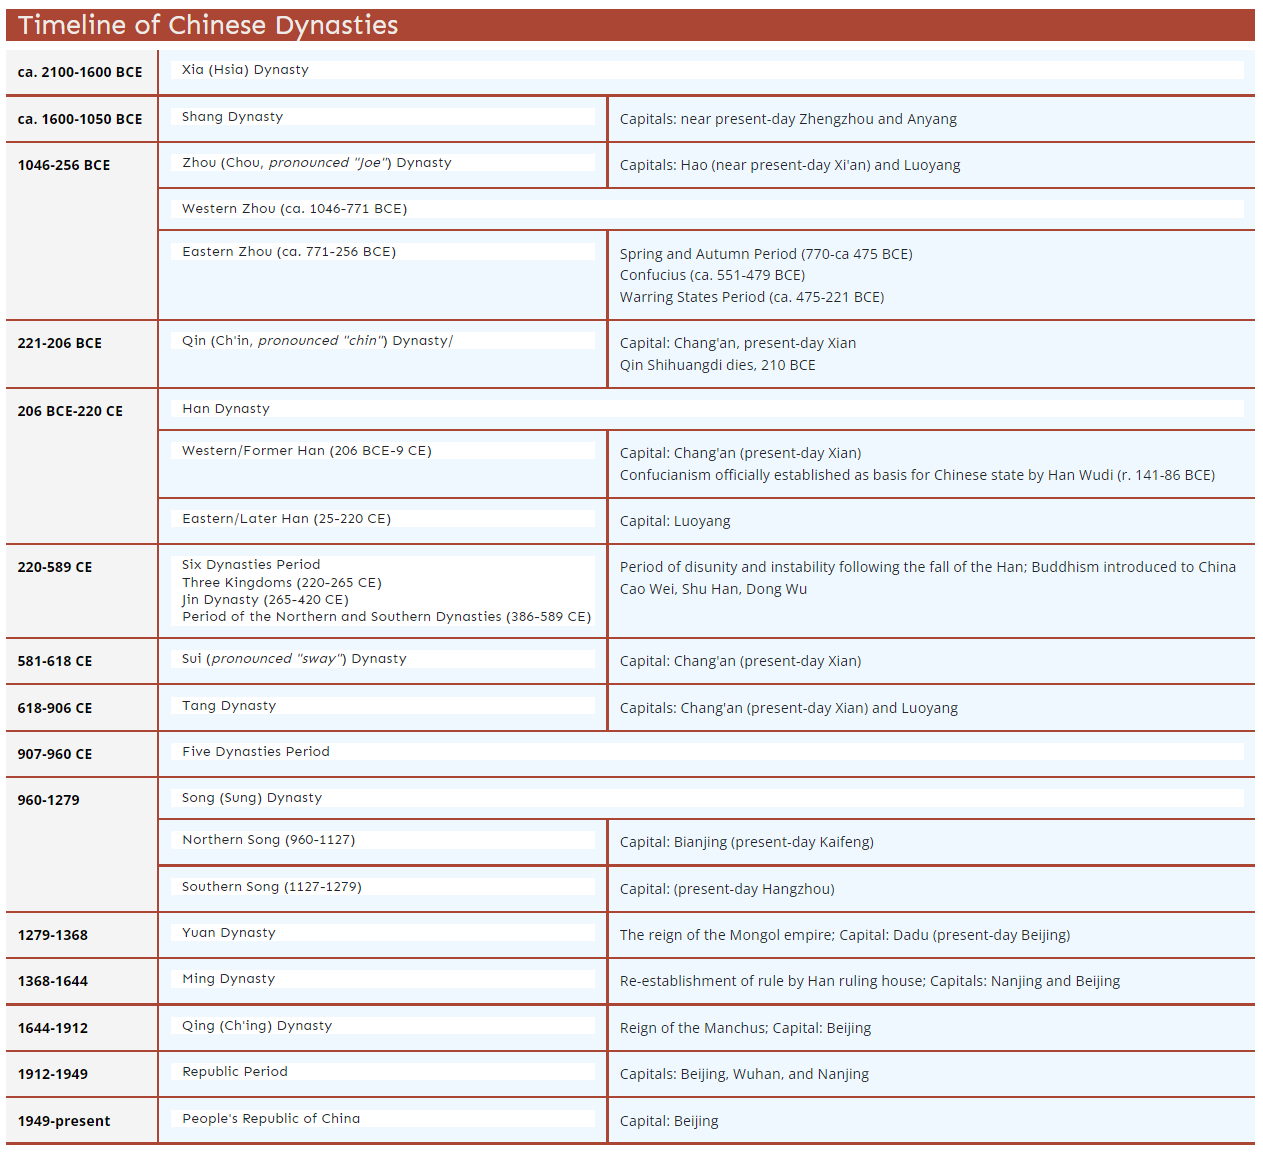 Timeline of Chinese Dynasties
ca. 2100-1600 BCE
Xia (Hsia) Dynasty
ca. 1600-1050 BCE
Shang Dynasty
Capitals: near present-day Zhengzhou and Anyang
1046-256 BCE
Zhou (Chou, pronounced "Joe") Dynasty
Capitals: Hao (near present-day Xi'an) and Luoyang
Western Zhou (ca. 1046-771 BCE)
Eastern Zhou (ca. 771-256 BCE)
Spring and Autumn Period (770-ca 475 BCE)
Confucius (ca. 551-479 BCE)
Warring States Period (ca. 475-221 BCE)
221-206 BCE
Qin (Ch'in, pronounced "chin") Dynasty/
Capital: Chang'an, present-day Xian
Qin Shihuangdi dies, 210 BCE
206 BCE-220 CE
Han Dynasty
Western/Former Han (206 BCE-9 CE)
Capital: Chang'an (present-day Xian)
Confucianism officially established as basis for Chinese state by Han Wudi (r. 141-86 BCE)
Eastern/Later Han (25-220 CE)
Capital: Luoyang
220-589 CE
Six Dynasties Period
Three Kingdoms (220-265 CE)
Jin Dynasty (265-420 CE)
Period of the Northern and Southern Dynasties (386-589 CE)
Period of disunity and instability following the fall of the Han; Buddhism introduced to China
Cao Wei, Shu Han, Dong Wu
581-618 CE
Sui (pronounced "sway") Dynasty
Capital: Chang'an (present-day Xian)
618-906 CE
Tang Dynasty
Capitals: Chang'an (present-day Xian) and Luoyang
907-960 CE
Five Dynasties Period
960-1279
Song (Sung) Dynasty
Northern Song (960-1127)
Capital: Bianjing (present-day Kaifeng)
Southern Song (1127-1279)
Capital: (present-day Hangzhou)
1279-1368
Yuan Dynasty
The reign of the Mongol empire; Capital: Dadu (present-day Beijing)
1368-1644
Ming Dynasty
Re-establishment of rule by Han ruling house; Capitals: Nanjing and Beijing
1644-1912
Qing (Ch'ing) Dynasty
Reign of the Manchus; Capital: Beijing
1912-1949
Republic Period
Capitals: Beijing, Wuhan, and Nanjing
1949-present
People's Republic of China
Capital: Beijing